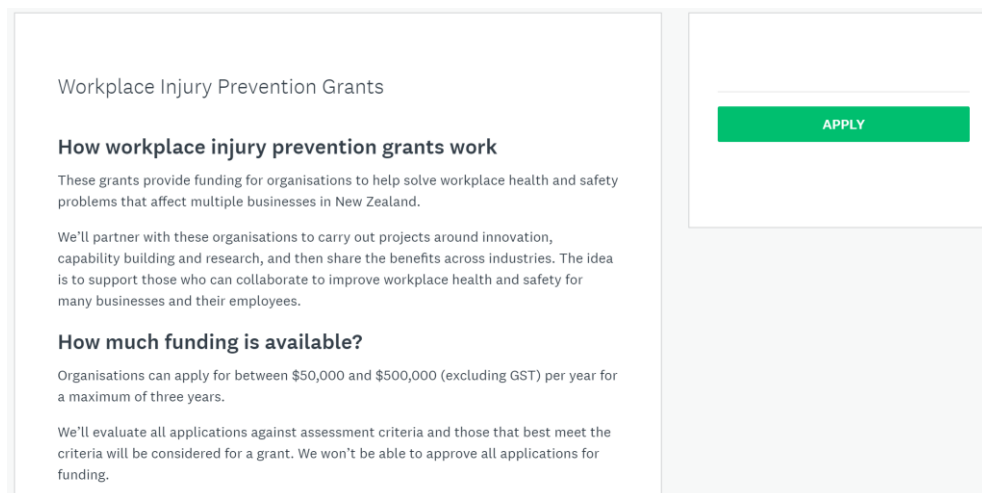 Workplace Injury Prevention Grants
How workplace injury prevention grants work
These grants provide funding for organisations to help solve workplace health and safety
problems that affect multiple businesses in New Zealand.
We’ll partner with these organisations to carry out projects around innovation,
capability building and research, and then share the benefits across industries. The idea
is to support those who can collaborate to improve workplace health and safety for
many businesses and their employees.
How much funding is available?
Organisations can apply for between $50,000 and $500,000 (excluding GST) per year for
a maximum of three years.
We’ll evaluate all applications against assessment criteria and those that best meet the
criteria will be considered for a grant. We won’t be able to approve all applications for
funding.
APPLY